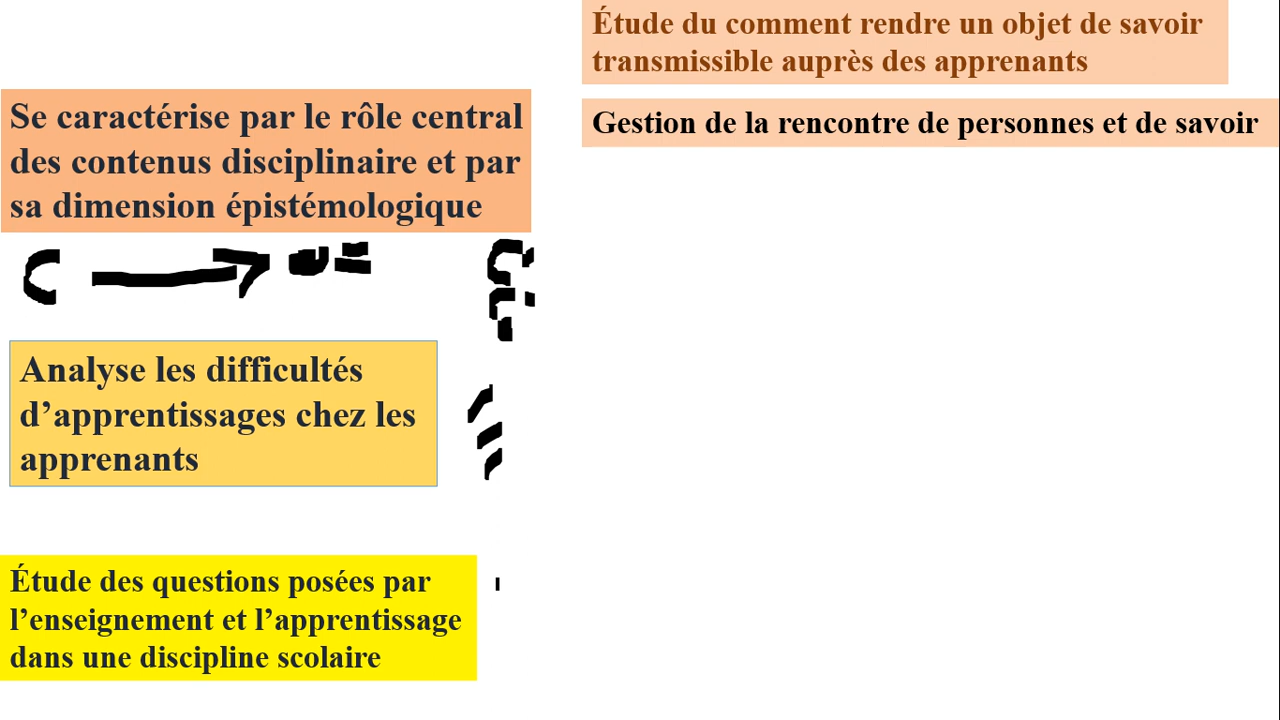 Étude du comment rendre un objet de savoir
transmissible auprès des apprenants
Gestion de la rencontre de personnes et de savoir
Se caractérise par le rôle central
des contenus disciplinaire et par
sa dimension épistémologique
Analyse les difficultés
d’apprentissages chez les
apprenants
Étude des questions posées par
l’enseignement et l’apprentissage
dans une discipline scolaire